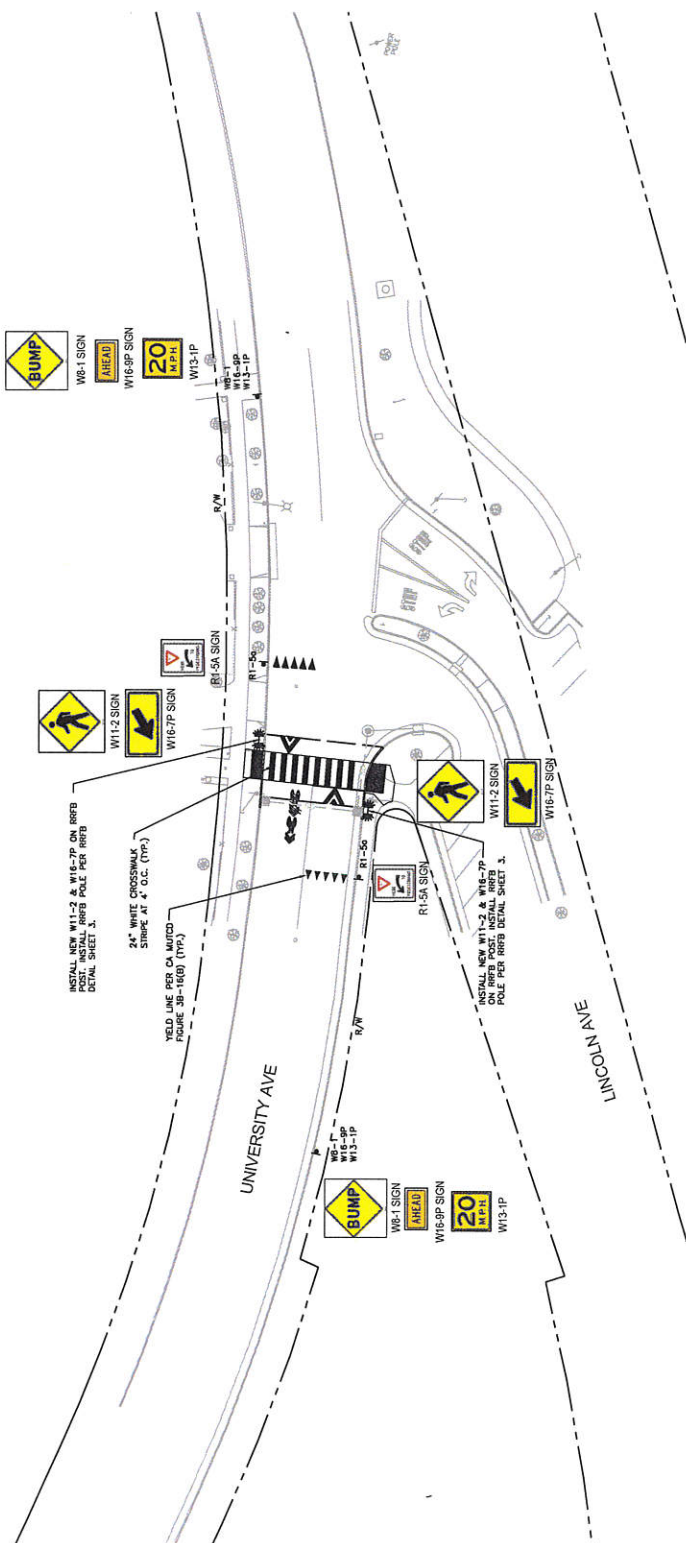 BUMP
W8-1 SIGN
AHEAD
W16-9P SIGN
20
MPH
W13-1P
W8-1
W16-9P
W13-1P
R/W
R1-5A SIGN
R1-5a
W11-2 SIGN
W16-7P SIGN
INSTALL NEW W11-2 & W16-7P ON RRFB
POST. INSTALL RRFB POLE PER RRFB
DETAIL SHEET 3.
24" WHITE CROSSWALK
STRIPE AT 4' O.C. (TYP.)
YIELD LINE PER CA MUTCD
FIGURE 3B-16(B) (TYP.)
UNIVERSITY AVE
POWER
POLE
STOP
STOP
W11-2 SIGN
W16-7P SIGN
R1-5a
R1-5A SIGN
INSTALL NEW W11-2 & W16-7P
ON RRFB POST. INSTALL RRFB
POLE PER RRFB DETAIL SHEET 3.
R/W
LINCOLN AVE
W8-1
W16-9P
W13-1P
BUMP
W8-1 SIGN
AHEAD
W16-9P SIGN
20
MPH
W13-1P